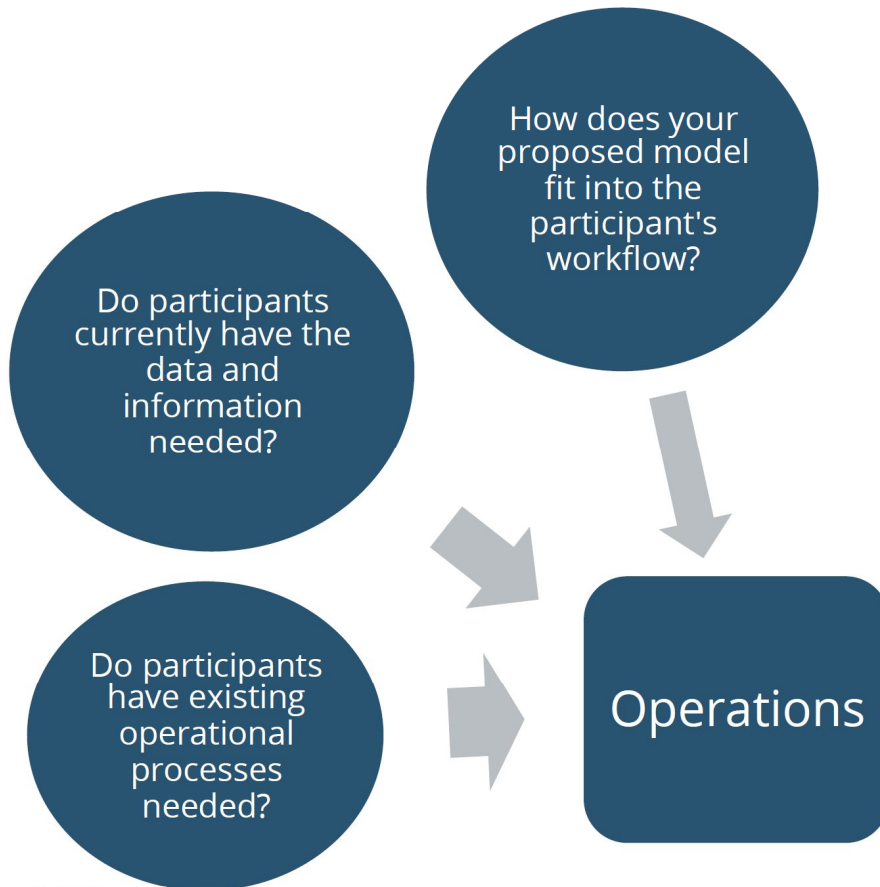 How does your
proposed model
fit into the
participant's
workflow?
Do participants
currently have the
data and
information
needed?
Do participants
have existing
operational
processes
needed?
Operations